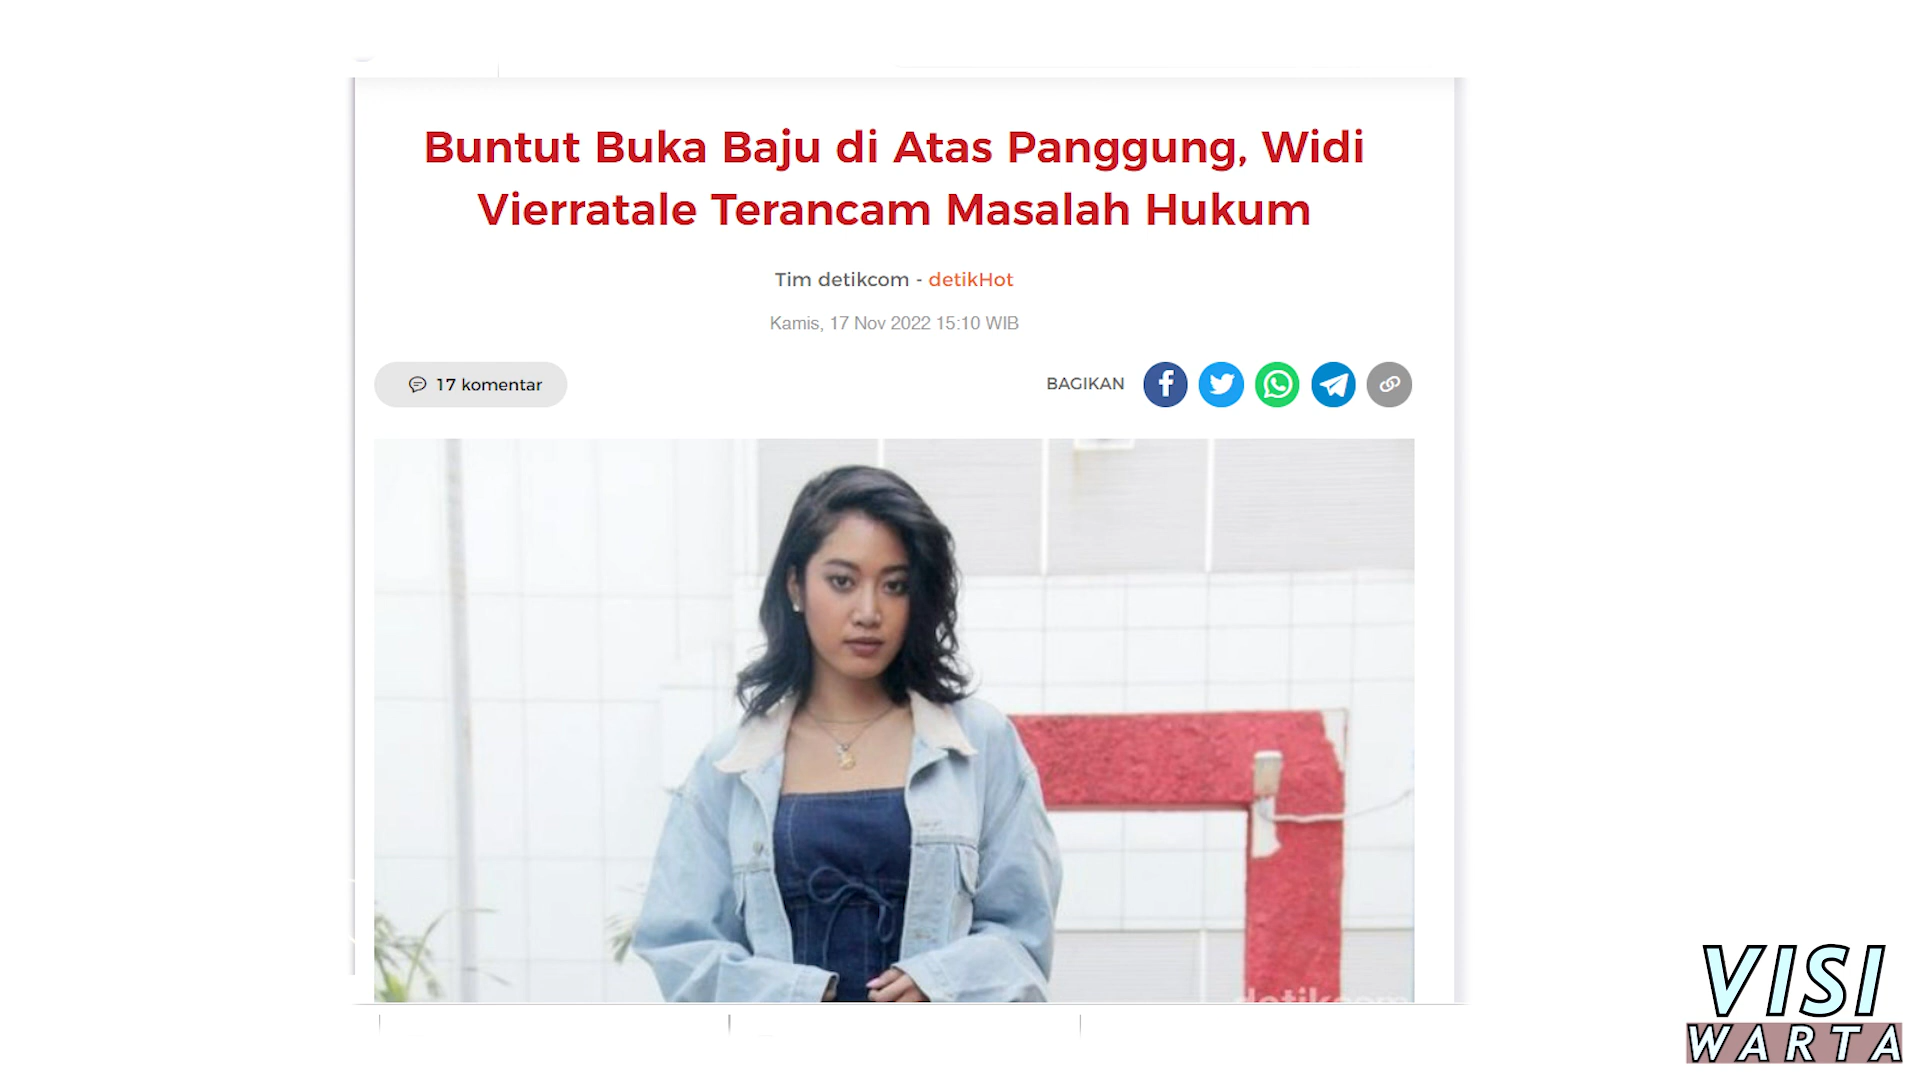 Buntut Buka Baju di Atas Panggung, Widi
Vierratale Terancam Masalah Hukum
Tim detikcom - detikHot
Kamis, 17 Nov 2022 15:10 WIB
17 komentar
BAGIKAN
detikcom
VISI
WARTA